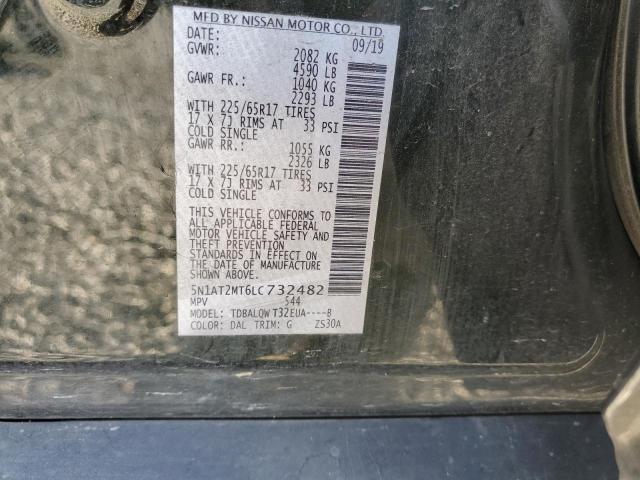 MFD BY NISSAN MOTOR CO., LTD.
DATE: 09/19
GVWR: 2082 KG
4590 LB
GAWR FR.: 1040 KG
2293 LB
WITH 225/65R17 TIRES
17 X 7J RIMS AT 33 PSI
COLD SINGLE
GAWR RR.: 1055 KG
2326 LB
WITH 225/65R17 TIRES
17 X 7J RIMS AT 33 PSI
COLD SINGLE
THIS VEHICLE CONFORMS TO
ALL APPLICABLE FEDERAL
MOTOR VEHICLE SAFETY AND
THEFT PREVENTION
STANDARDS IN EFFECT ON
THE DATE OF MANUFACTURE
SHOWN ABOVE.
5N1AT2MT6LC732482
MPV 544
MODEL: TDBALQWT32EUA----B
COLOR: DAL TRIM: G ZS30A